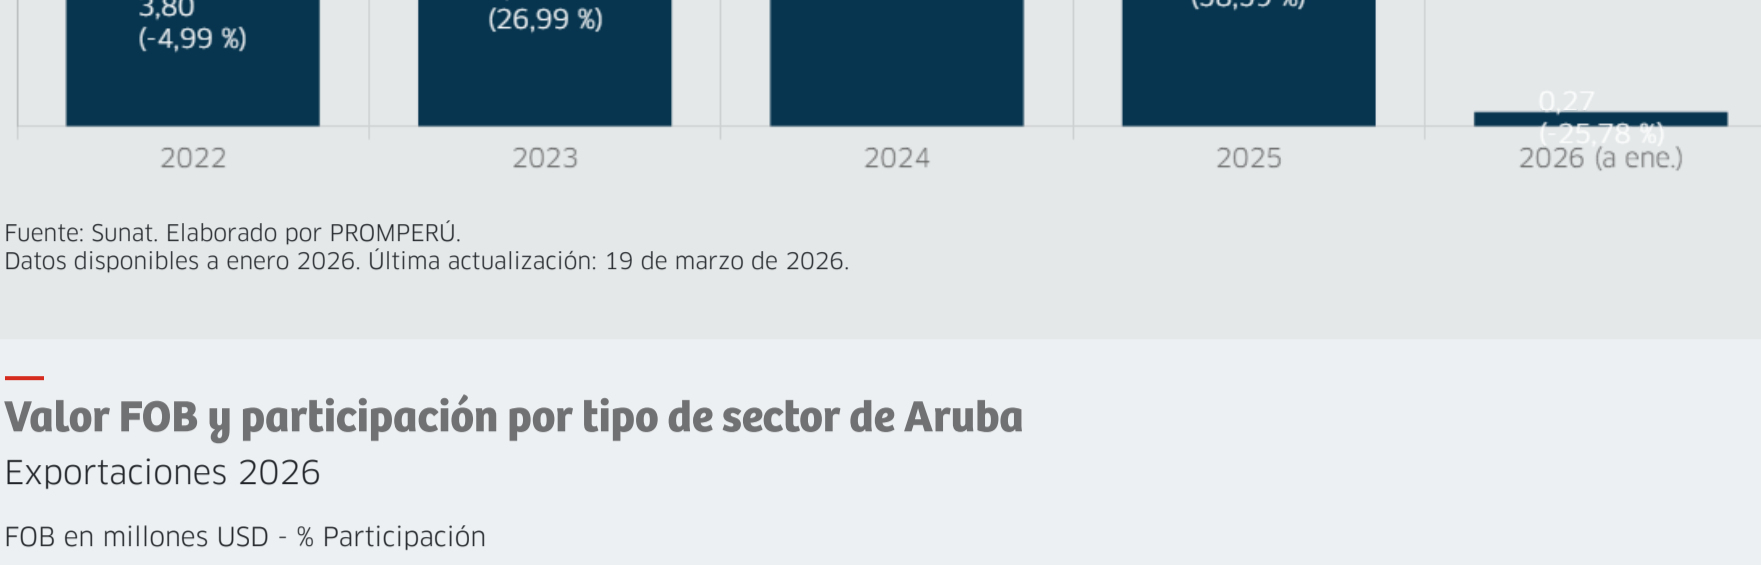 3,80
(-4,99 %)
(26,99 %)
0,27
(-25,78 %)
2022
2023
2024
2025
2026 (a ene.)
Fuente: Sunat. Elaborado por PROMPERÚ.
Datos disponibles a enero 2026. Última actualización: 19 de marzo de 2026.
Valor FOB y participación por tipo de sector de Aruba
Exportaciones 2026
FOB en millones USD - % Participación